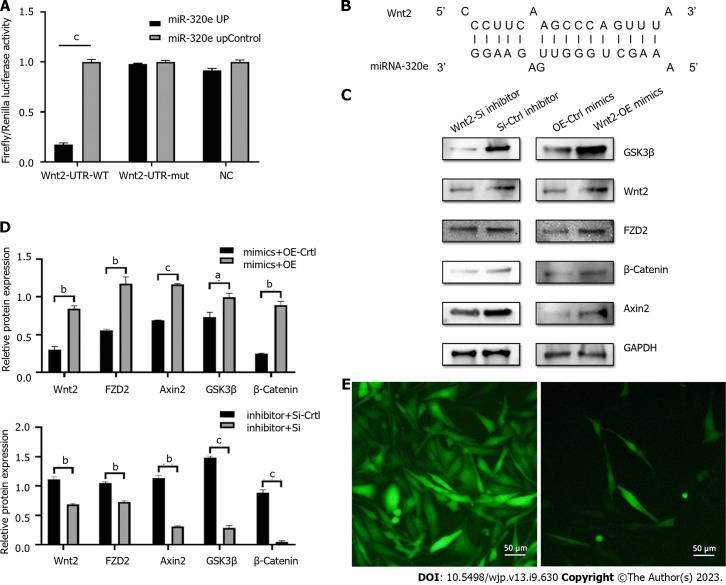 A
Firefly/Renilla luciferase activity
1.5
1.0
0.5
0.0
c
miR-320e UP
miR-320e upControl
Wnt2-UTR-WT Wnt2-UTR-mut NC
B
Wnt2 5' C A A 3'
CCUUC AGCCCAGUUU
GGAAG UUGGGUCGAA
miRNA-320e 3' AG A 5'
C
Wnt2-Si inhibitor
Si-Ctrl inhibitor
OE-Ctrl mimics
Wnt2-OE mimics
GSK3β
Wnt2
FZD2
β-Catenin
Axin2
GAPDH
D
Reletive protein expression
1.5
1.0
0.5
0.0
mimics+OE-Crtl
mimics+OE
b b c a b
Wnt2 FZD2 Axin2 GSK3β β-Catenin
Reletive protein expression
2.0
1.5
1.0
0.5
0.0
inhibitor+Si-Crtl
inhibitor+Si
b b b c c
Wnt2 FZD2 Axin2 GSK3β β-Catenin
E
50 μm
50 μm
DOI: 10.5498/wjp.v13.i9.630 Copyright ©The Author(s) 2023.